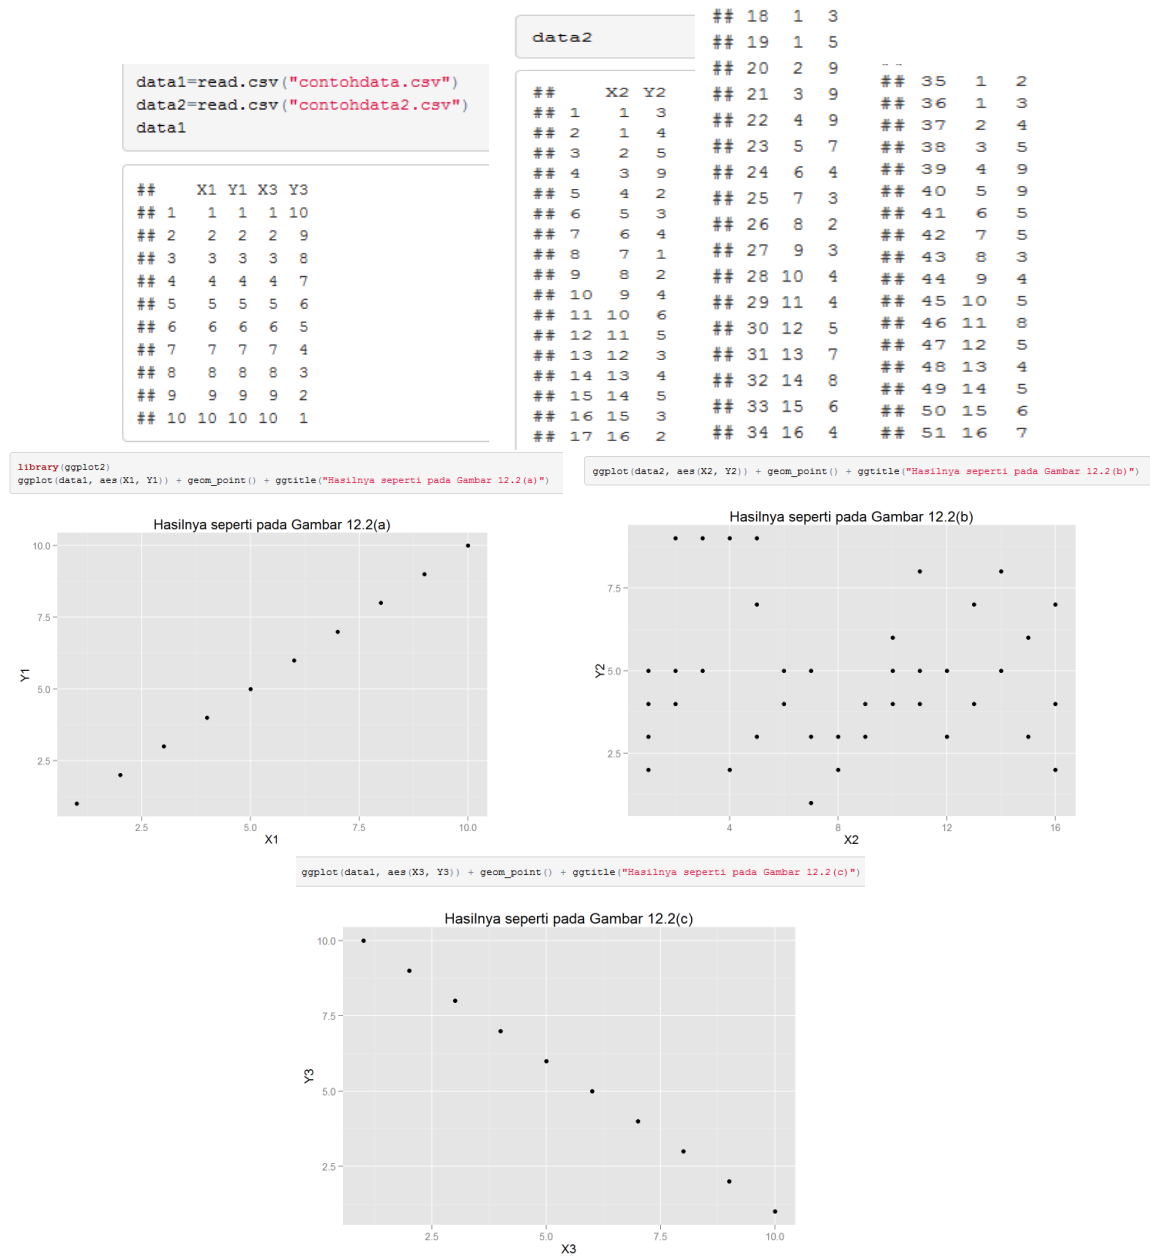 data1=read.csv("contohdata.csv")
data2=read.csv("contohdata2.csv")
data1
## X1 Y1 X3 Y3
## 1 1 1 1 10
## 2 2 2 2 9
## 3 3 3 3 8
## 4 4 4 4 7
## 5 5 5 5 6
## 6 6 6 6 5
## 7 7 7 7 4
## 8 8 8 8 3
## 9 9 9 9 2
## 10 10 10 10 1
data2
## X2 Y2
## 1 1 3
## 2 1 4
## 3 2 5
## 4 3 9
## 5 4 2
## 6 5 3
## 7 6 4
## 8 7 1
## 9 8 2
## 10 9 4
## 11 10 6
## 12 11 5
## 13 12 3
## 14 13 4
## 15 14 5
## 16 15 3
## 17 16 2
## 18 1 3
## 19 1 5
## 20 2 9
## 21 3 9
## 22 4 9
## 23 5 7
## 24 6 4
## 25 7 3
## 26 8 2
## 27 9 3
## 28 10 4
## 29 11 4
## 30 12 5
## 31 13 7
## 32 14 8
## 33 15 6
## 34 16 4
## 35 1 2
## 36 1 3
## 37 2 4
## 38 3 5
## 39 4 9
## 40 5 9
## 41 6 5
## 42 7 5
## 43 8 3
## 44 9 4
## 45 10 5
## 46 11 8
## 47 12 5
## 48 13 4
## 49 14 5
## 50 15 6
## 51 16 7
library(ggplot2)
ggplot(data1, aes(X1, Y1)) + geom_point() + ggtitle("Hasilnya seperti pada Gambar 12.2(a)")
Hasilnya seperti pada Gambar 12.2(a)
10.0
7.5
5.0
2.5
Y1
2.5 5.0 7.5 10.0
X1
ggplot(data2, aes(X2, Y2)) + geom_point() + ggtitle("Hasilnya seperti pada Gambar 12.2(b)")
Hasilnya seperti pada Gambar 12.2(b)
7.5
5.0
2.5
Y2
4 8 12 16
X2
ggplot(data1, aes(X3, Y3)) + geom_point() + ggtitle("Hasilnya seperti pada Gambar 12.2(c)")
Hasilnya seperti pada Gambar 12.2(c)
10.0
7.5
5.0
2.5
Y3
2.5 5.0 7.5 10.0
X3